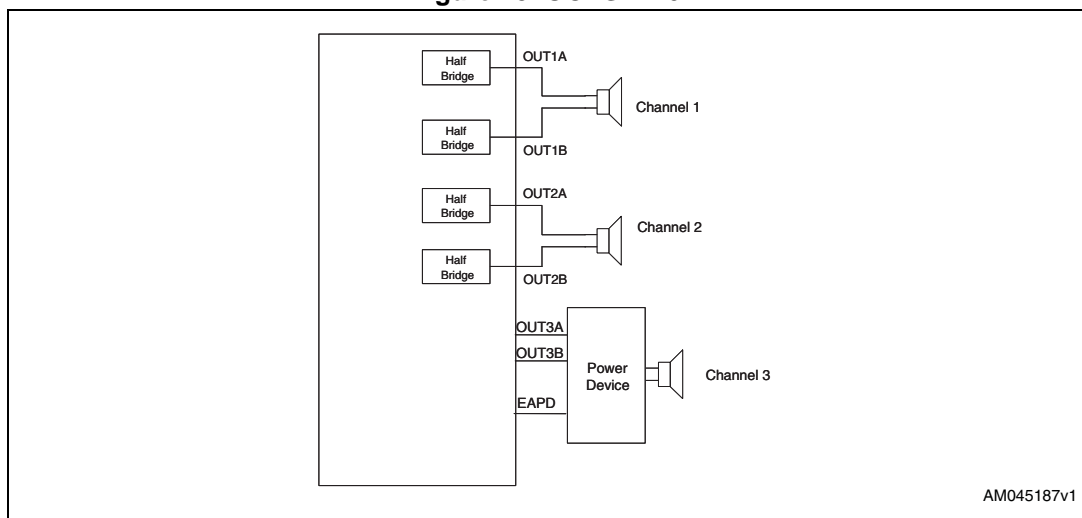 Half
Bridge
OUT1A
Channel 1
Half
Bridge
OUT1B
Half
Bridge
OUT2A
Channel 2
Half
Bridge
OUT2B
OUT3A
OUT3B
Power
Device
Channel 3
EAPD
AM045187v1